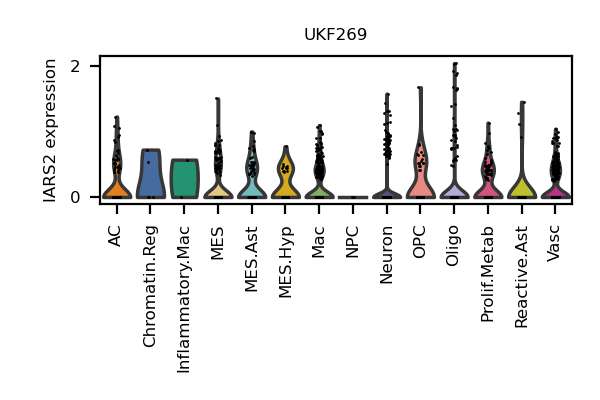 UKF269
IARS2 expression
2
0
AC
Chromatin.Reg
Inflammatory.Mac
MES
MES.Ast
MES.Hyp
Mac
NPC
Neuron
OPC
Oligo
Prolif.Metab
Reactive.Ast
Vasc